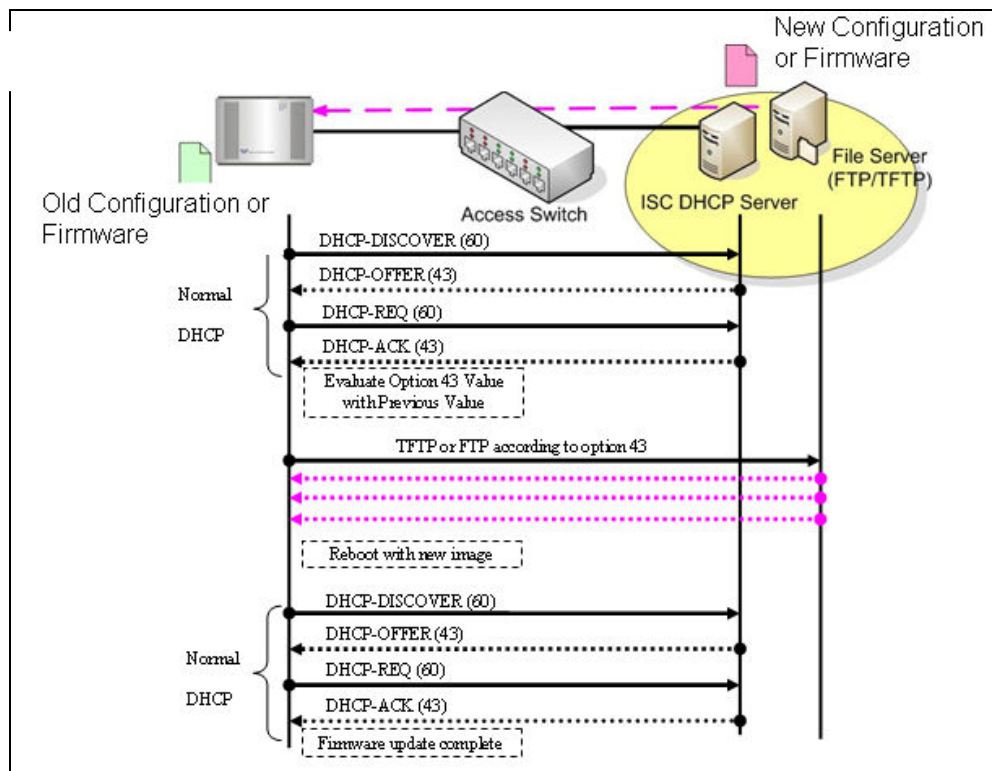 New Configuration
or Firmware
File Server
(FTP/TFTP)
ISC DHCP Server
Access Switch
Old Configuration or
Firmware
DHCP-DISCOVER (60)
DHCP-OFFER (43)
Normal
DHCP-REQ (60)
DHCP
DHCP-ACK (43)
Evaluate Option 43 Value
with Previous Value
TFTP or FTP according to option 43
Reboot with new image
DHCP-DISCOVER (60)
DHCP-OFFER (43)
Normal
DHCP-REQ (60)
DHCP
DHCP-ACK (43)
Firmware update complete